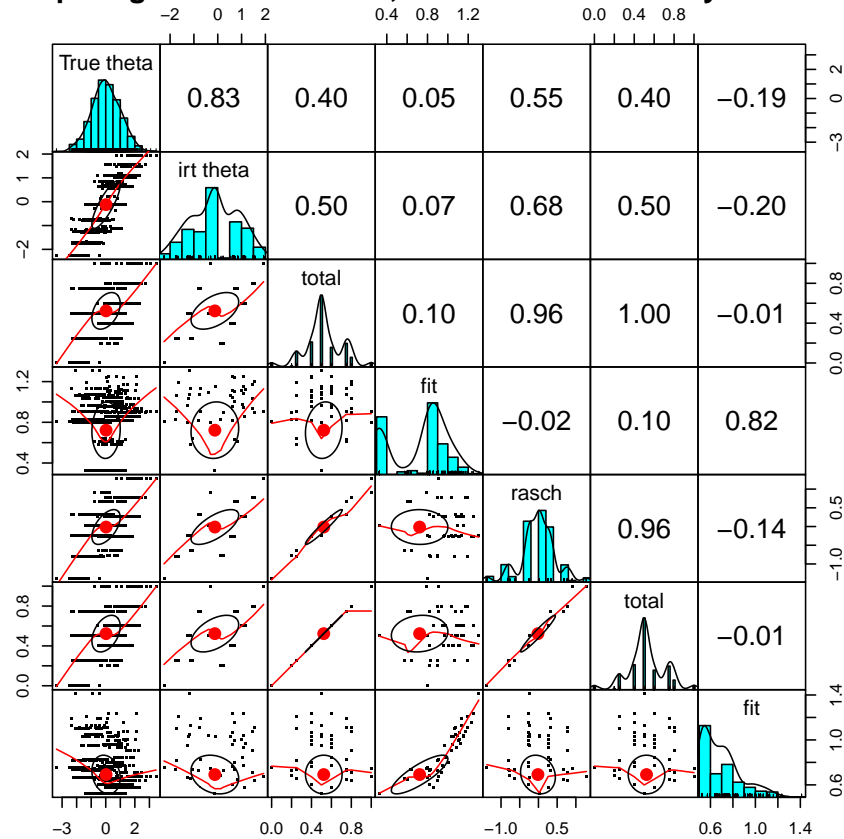 −2 0 1 2 0.4 0.8 1.2 0.0 0.4 0.8
True theta 0.83 0.40 0.05 0.55 0.40 −0.19
−3 0 2
irt theta 0.50 0.07 0.68 0.50 −0.20
−2 0 1 2
total 0.10 0.96 1.00 −0.01
0.0 0.4 0.8
fit −0.02 0.10 0.82
0.4 0.8 1.2
rasch 0.96 −0.14
−1.0 0.5
total −0.01
0.0 0.4 0.8
fit
0.6 1.0 1.4
−3 0 2 0.0 0.4 0.8 −1.0 0.5 0.6 1.0 1.4